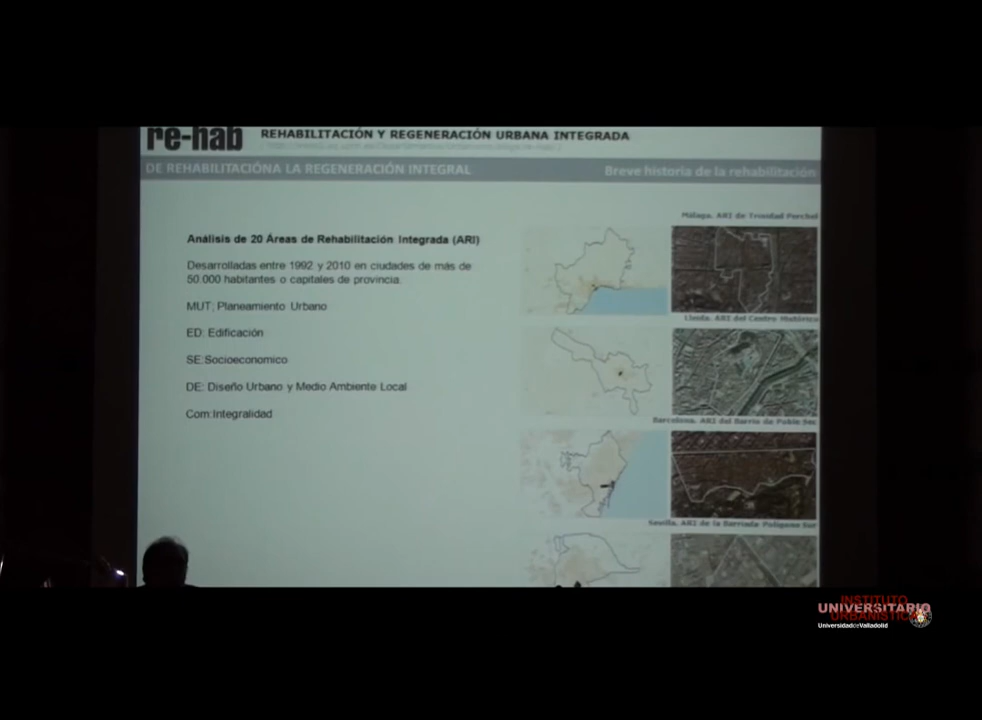 re-hab
REHABILITACIÓN Y REGENERACIÓN URBANA INTEGRADA
DE REHABILITACIÓNA LA REGENERACIÓN INTEGRAL
Breve historia de la rehabilitación
Análisis de 20 Áreas de Rehabilitación Integrada (ARI)
Desarrolladas entre 1992 y 2010 en ciudades de más de
50.000 habitantes o capitales de provincia.
MUT: Planeamiento Urbano
ED: Edificación
SE:Socioeconomico
DE: Diseño Urbano y Medio Ambiente Local
Com:Integralidad
Málaga. ARI de Trinidad Perchel
Lleida. ARI del Centro Histórico
Barcelona. ARI del Barrio de Poble Sec
Sevilla. ARI de la Barriada Polígono Sur
INSTITUTO
UNIVERSITARIO
URBANÍSTICA
UniversidaddeValladolid